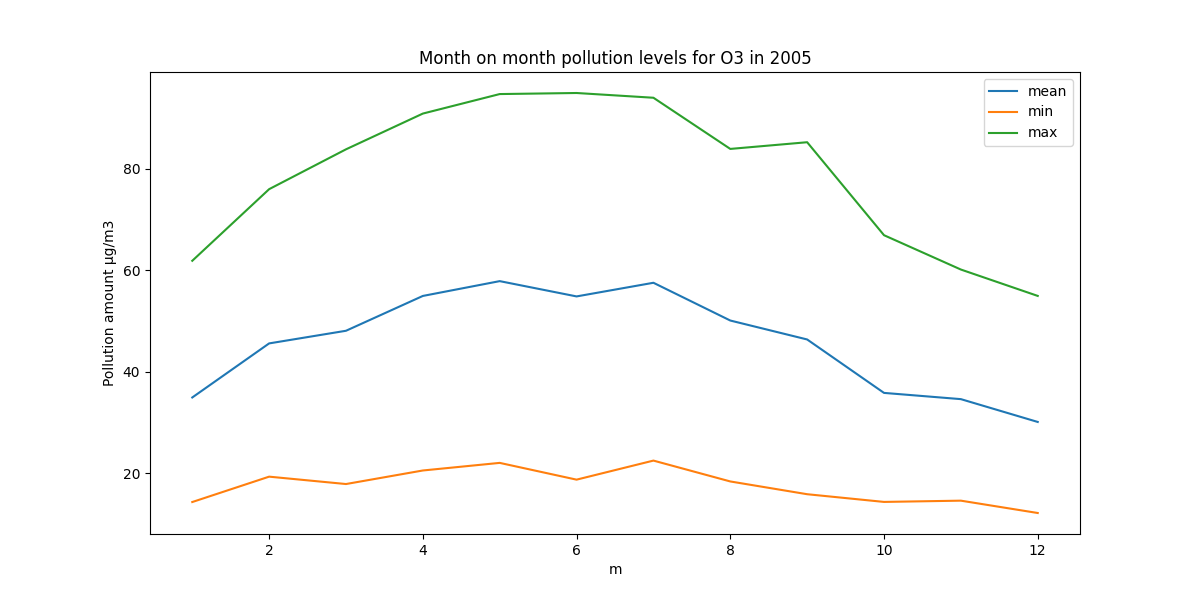 Month on month pollution levels for O3 in 2005
mean
min
max
Pollution amount µg/m3
80
60
40
20
2 4 6 8 10 12
m